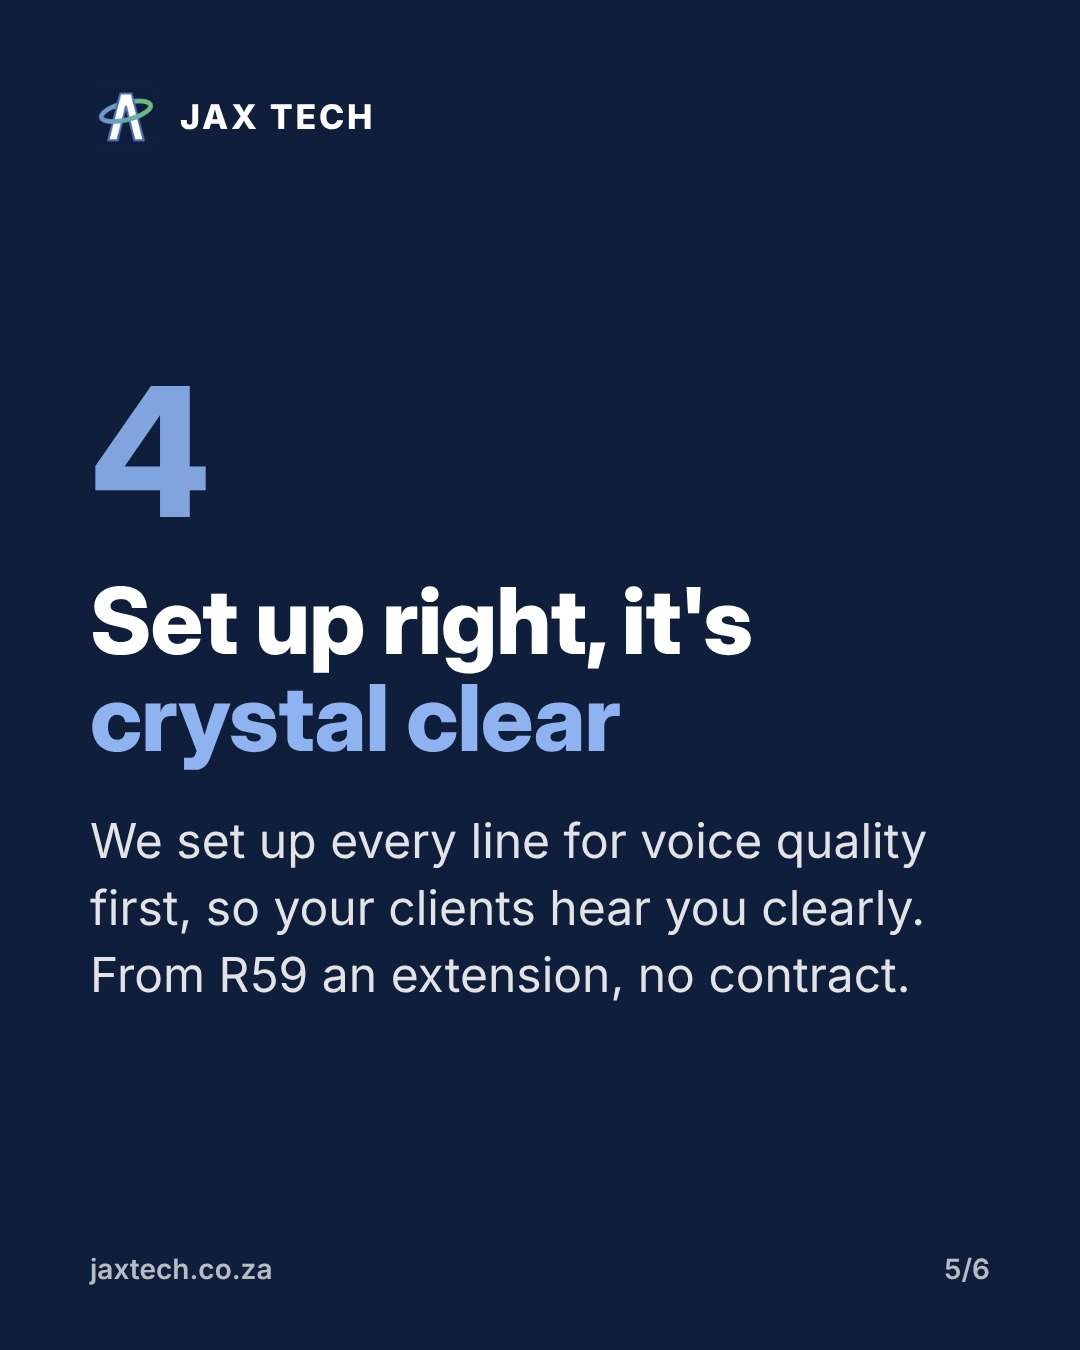 JAX TECH
4
Set up right, it's
crystal clear
We set up every line for voice quality
first, so your clients hear you clearly.
From R59 an extension, no contract.
jaxtech.co.za
5/6